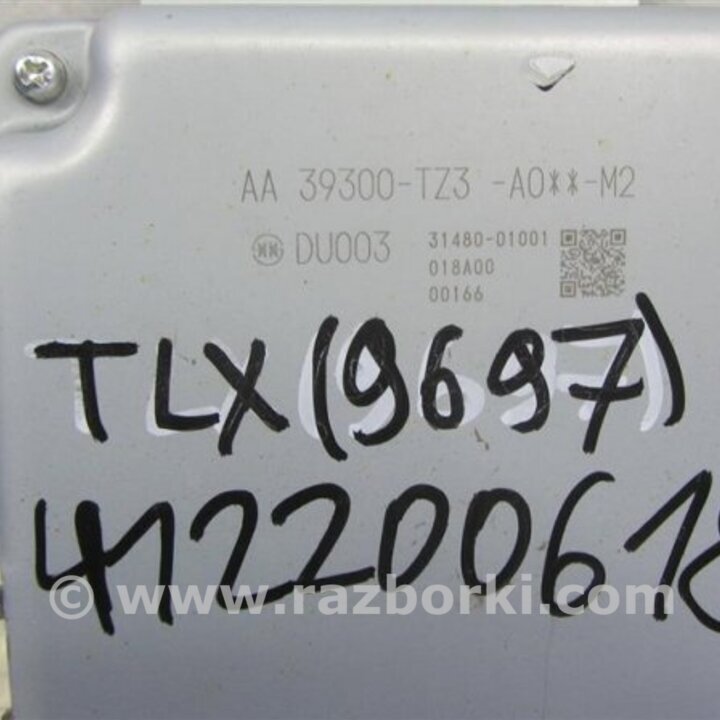 AA 39300-TZ3 -A0**-M2
DU003
31480-01001
018A00
00166
TLX(9697)
41220061
© www.razborki.com